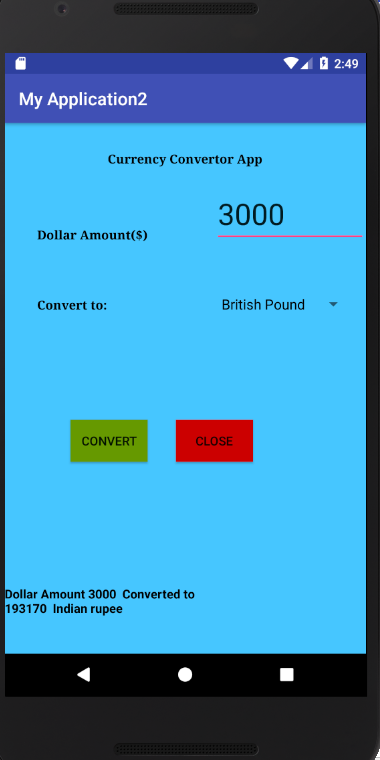 2:49
My Application2
Currency Convertor App
Dollar Amount($)
3000
Convert to:
British Pound
CONVERT
CLOSE
Dollar Amount 3000  Converted to
193170  Indian rupee